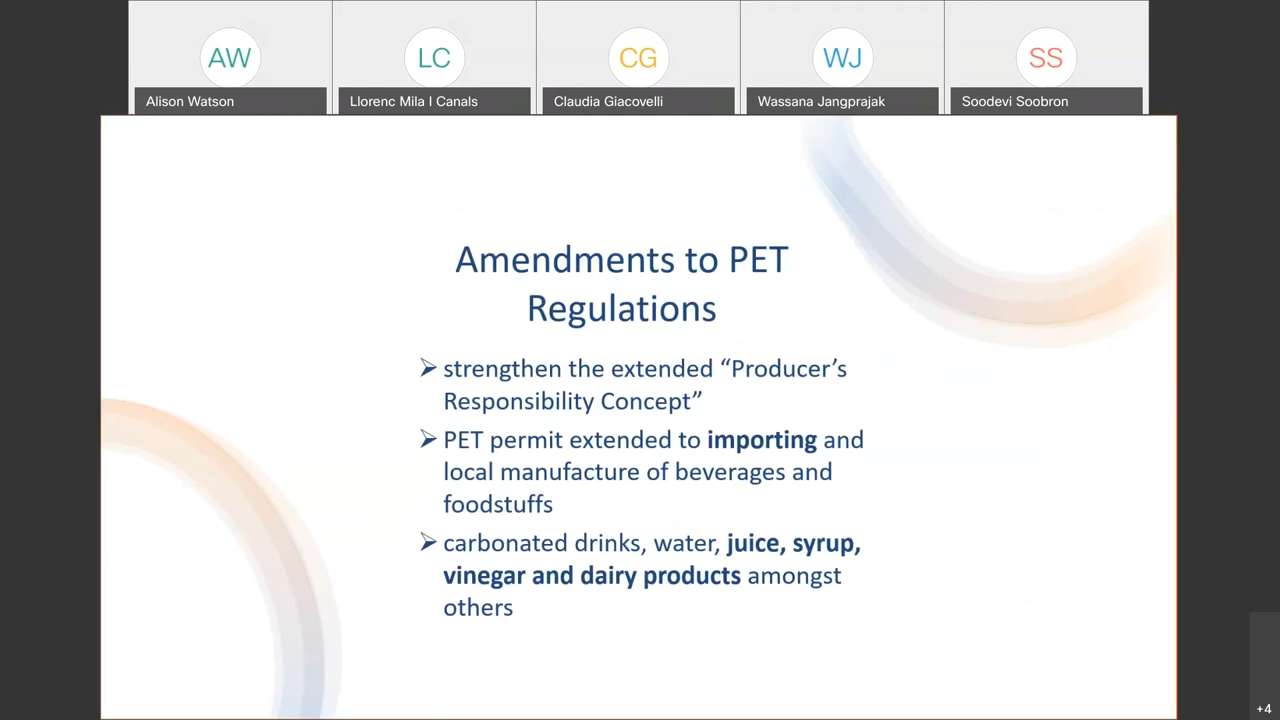 AW
LC
CG
WJ
SS
Alison Watson
Llorenc Mila I Canals
Claudia Giacovelli
Wassana Jangprajak
Soodevi Soobron
Amendments to PET
Regulations
strengthen the extended “Producer’s
Responsibility Concept”
PET permit extended to importing and
local manufacture of beverages and
foodstuffs
carbonated drinks, water, juice, syrup,
vinegar and dairy products amongst
others
+4